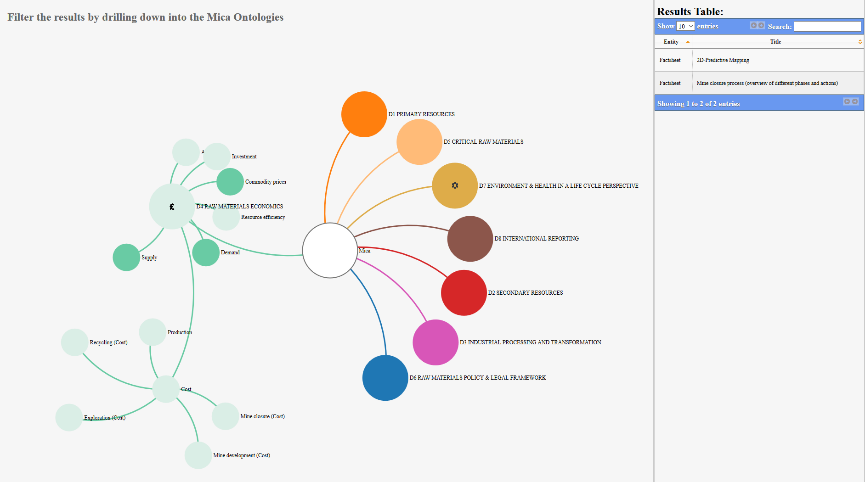 Filter the results by drilling down into the Mica Ontologies
D1 PRIMARY RESOURCES
D5 CRITICAL RAW MATERIALS
D7 ENVIRONMENT & HEALTH IN A LIFE CYCLE PERSPECTIVE
D8 INTERNATIONAL REPORTING
Mica
D2 SECONDARY RESOURCES
D3 INDUSTRIAL PROCESSING AND TRANSFORMATION
D6 RAW MATERIALS POLICY & LEGAL FRAMEWORK
Investment
Commodity prices
£
D4 RAW MATERIALS ECONOMICS
Resource efficiency
Demand
Supply
Production
Recycling (Cost)
Cost
Exploration (Cost)
Mine closure (Cost)
Mine development (Cost)
Results Table:
Show 10 entries
Search:
Entity Title
Factsheet 2D-Predictive Mapping
Factsheet Mine closure process (overview of different phases and actions)
Showing 1 to 2 of 2 entries